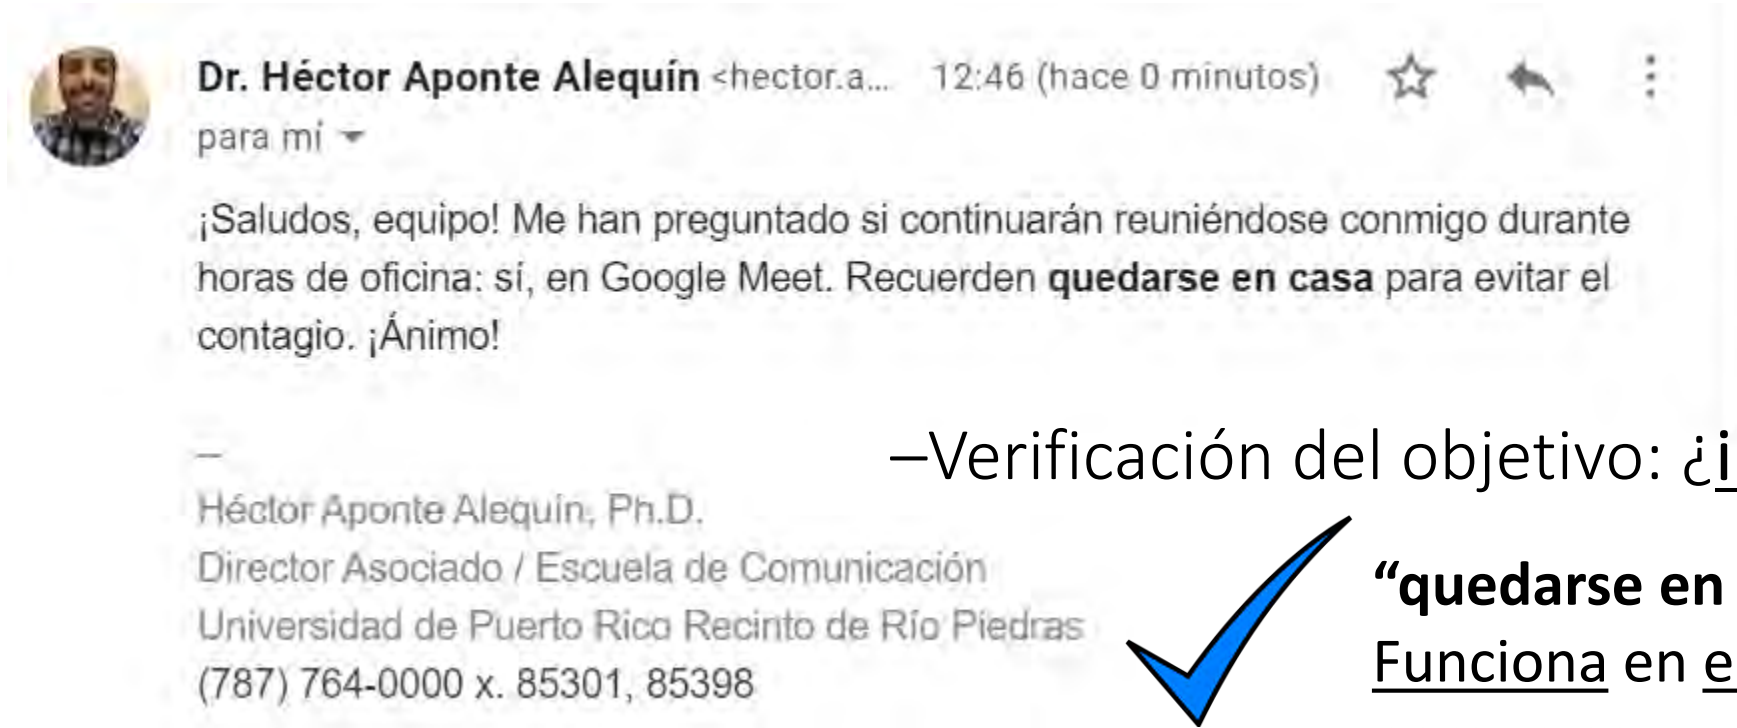 Dr. Héctor Aponte Alequín <hector.a... 12:46 (hace 0 minutos)
para mí
¡Saludos, equipo! Me han preguntado si continuarán reuniéndose conmigo durante
horas de oficina: sí, en Google Meet. Recuerden quedarse en casa para evitar el
contagio. ¡Ánimo!
--
Héctor Aponte Alequín, Ph.D.
Director Asociado / Escuela de Comunicación
Universidad de Puerto Rico Recinto de Río Piedras
(787) 764-0000 x. 85301, 85398
–Verificación del objetivo: ¿i
“quedarse en
Funciona en e